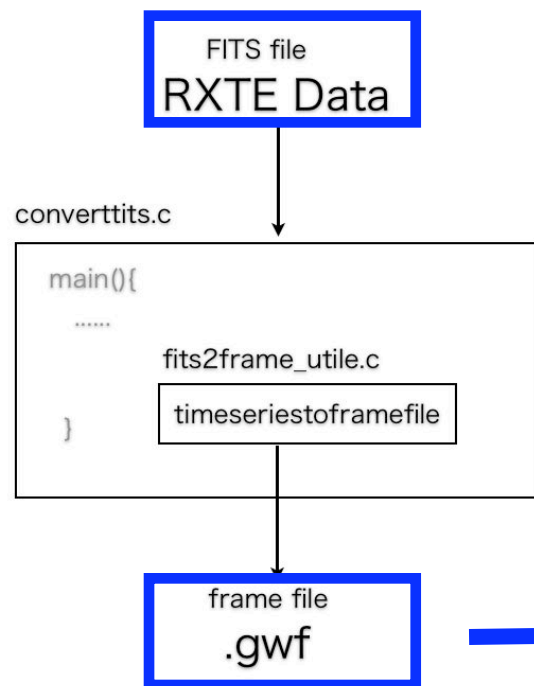 FITS file
RXTE Data
converttits.c
main(){
......
fits2frame_utile.c
timeseriestoframefile
}
frame file
.gwf